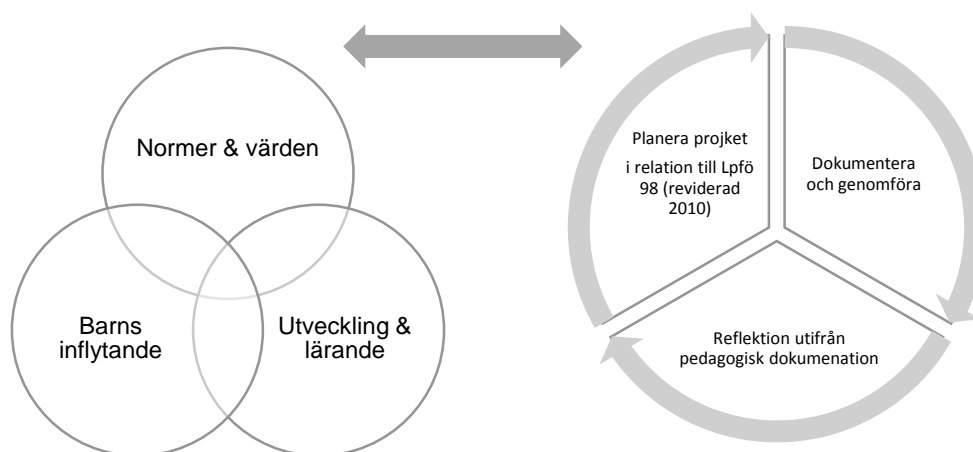 Normer & värden
Barns
inflytande
Utveckling &
lärande
Planera projket
i relation till Lpfö
98 (reviderad
2010)
Dokumentera
och genomföra
Reflektion utifrån
pedagogisk dokumenation